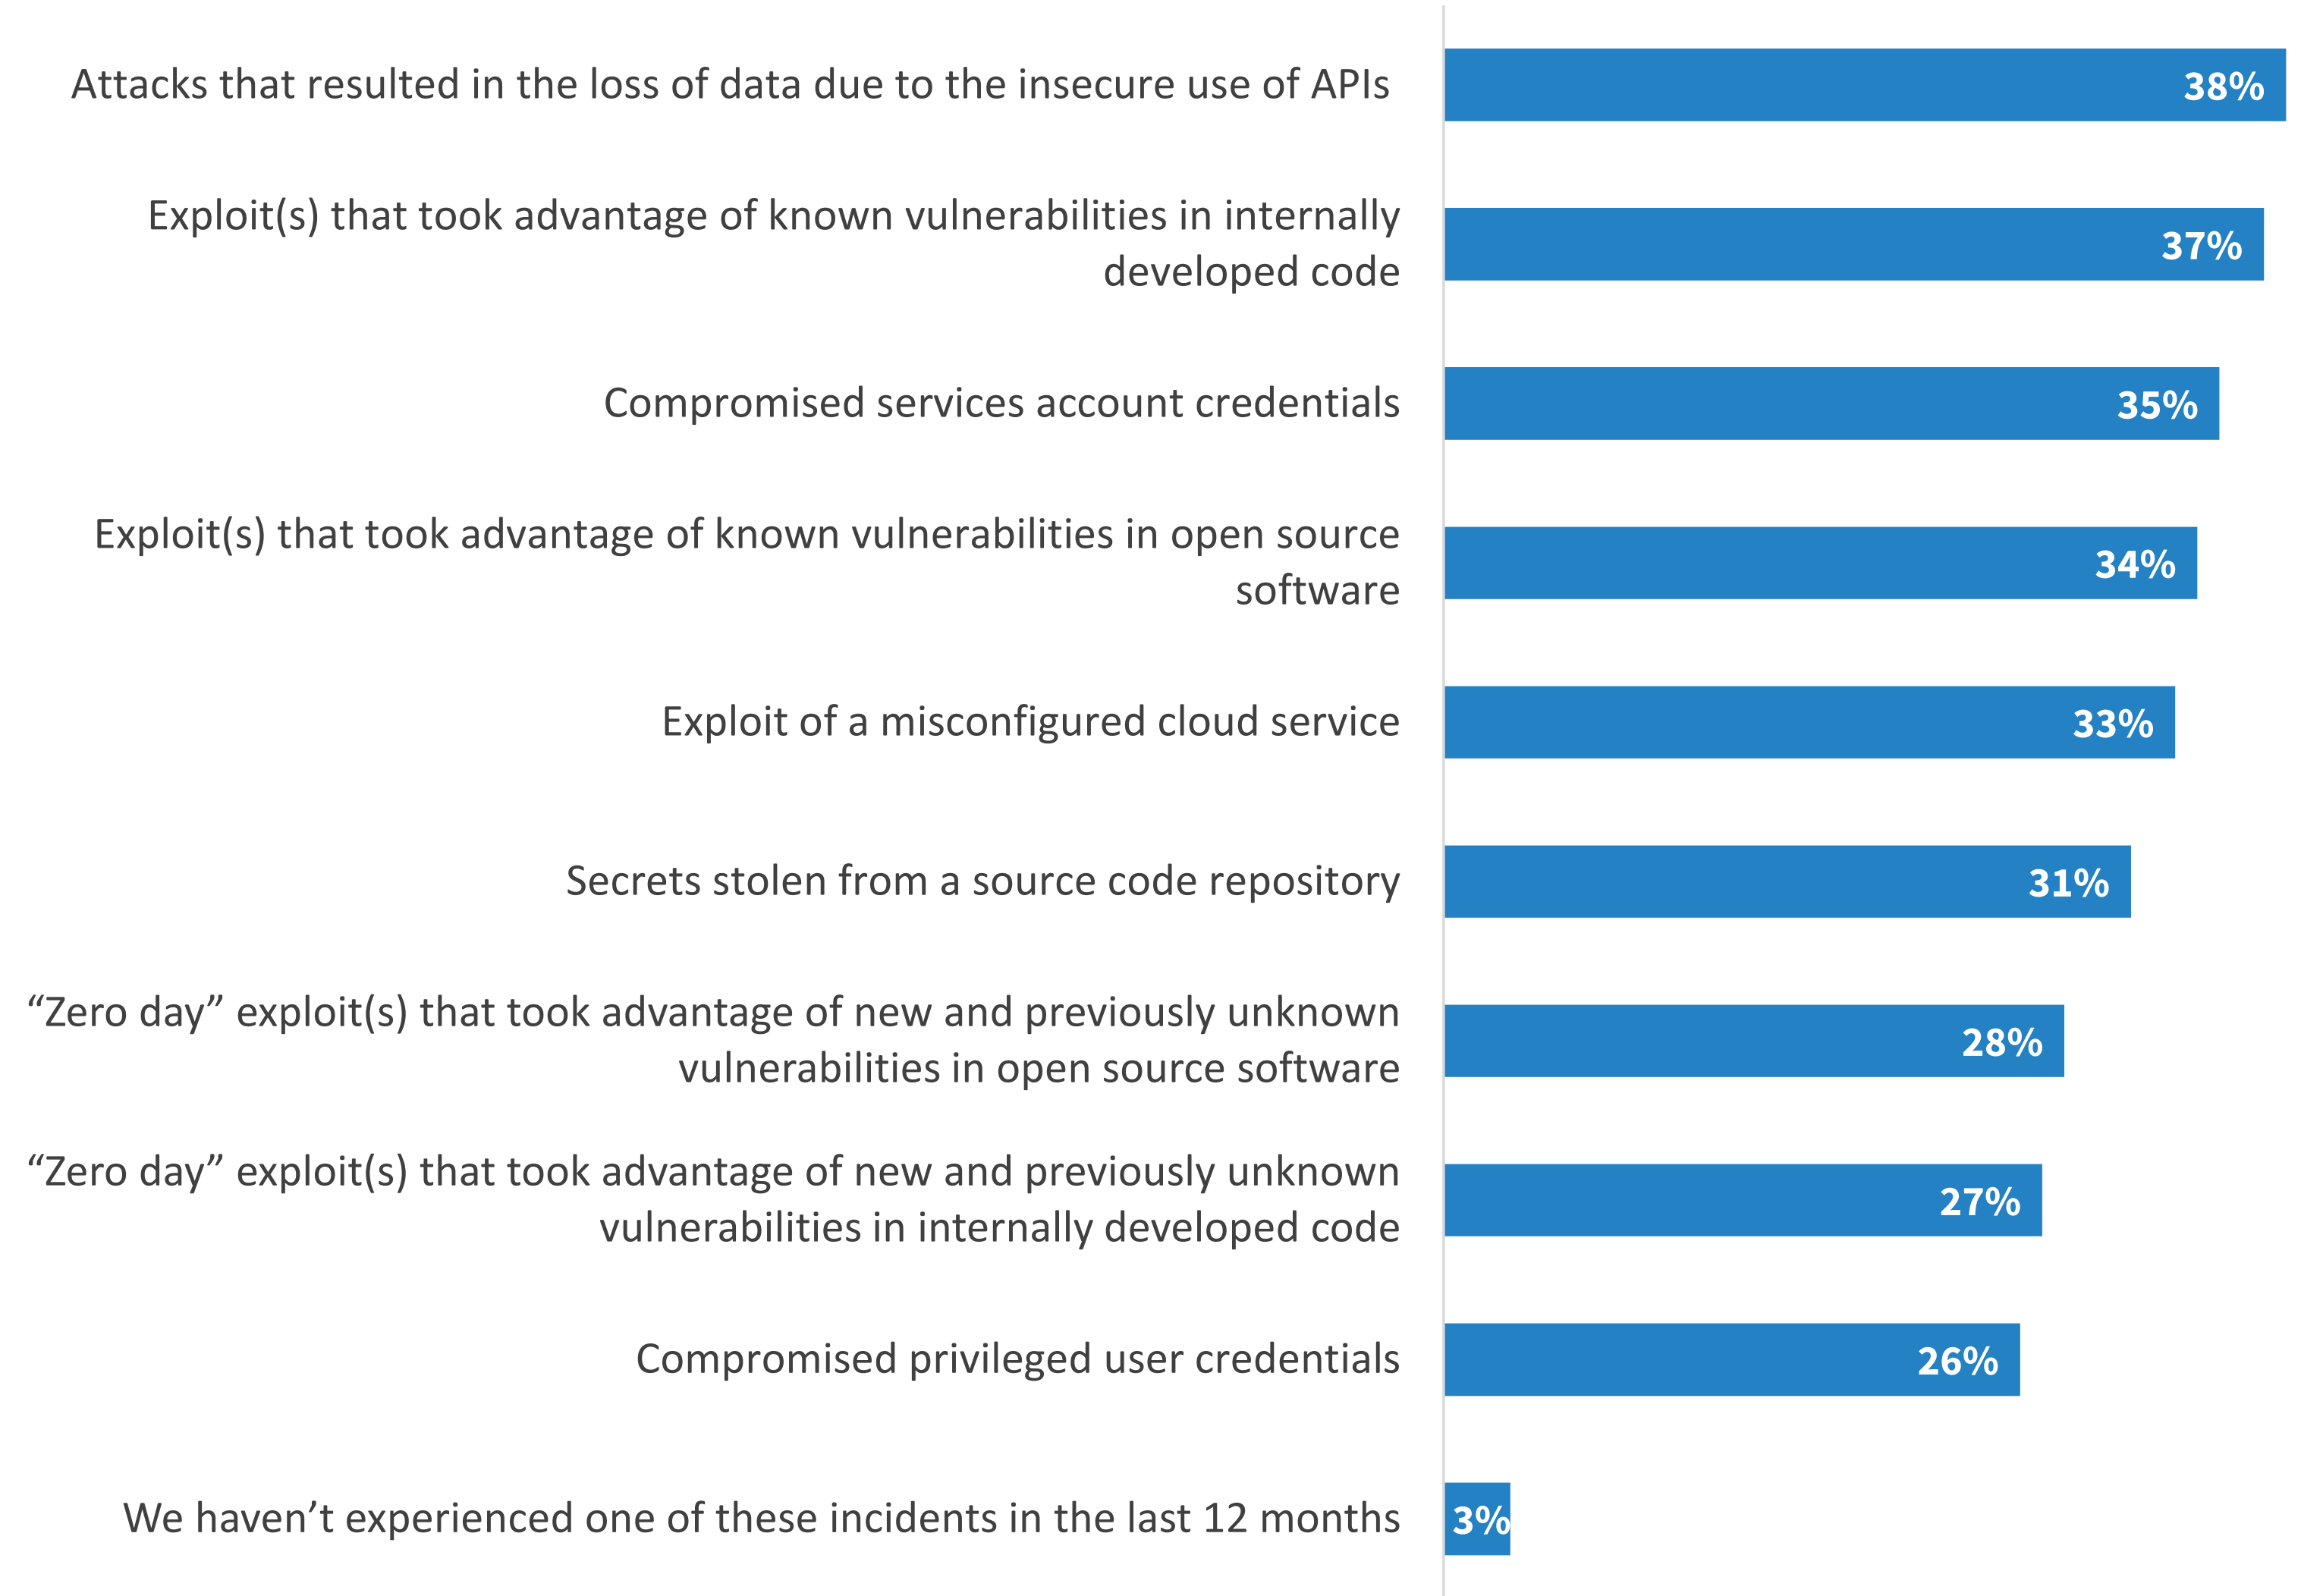 Attacks that resulted in the loss of data due to the insecure use of APIs
38%
Exploit(s) that took advantage of known vulnerabilities in internally
developed code
37%
Compromised services account credentials
35%
Exploit(s) that took advantage of known vulnerabilities in open source
software
34%
Exploit of a misconfigured cloud service
33%
Secrets stolen from a source code repository
31%
“Zero day” exploit(s) that took advantage of new and previously unknown
vulnerabilities in open source software
28%
“Zero day” exploit(s) that took advantage of new and previously unknown
vulnerabilities in internally developed code
27%
Compromised privileged user credentials
26%
We haven’t experienced one of these incidents in the last 12 months
3%